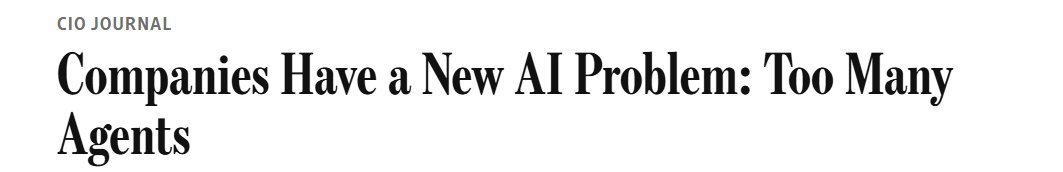 CIO JOURNAL
Companies Have a New AI Problem: Too Many
Agents